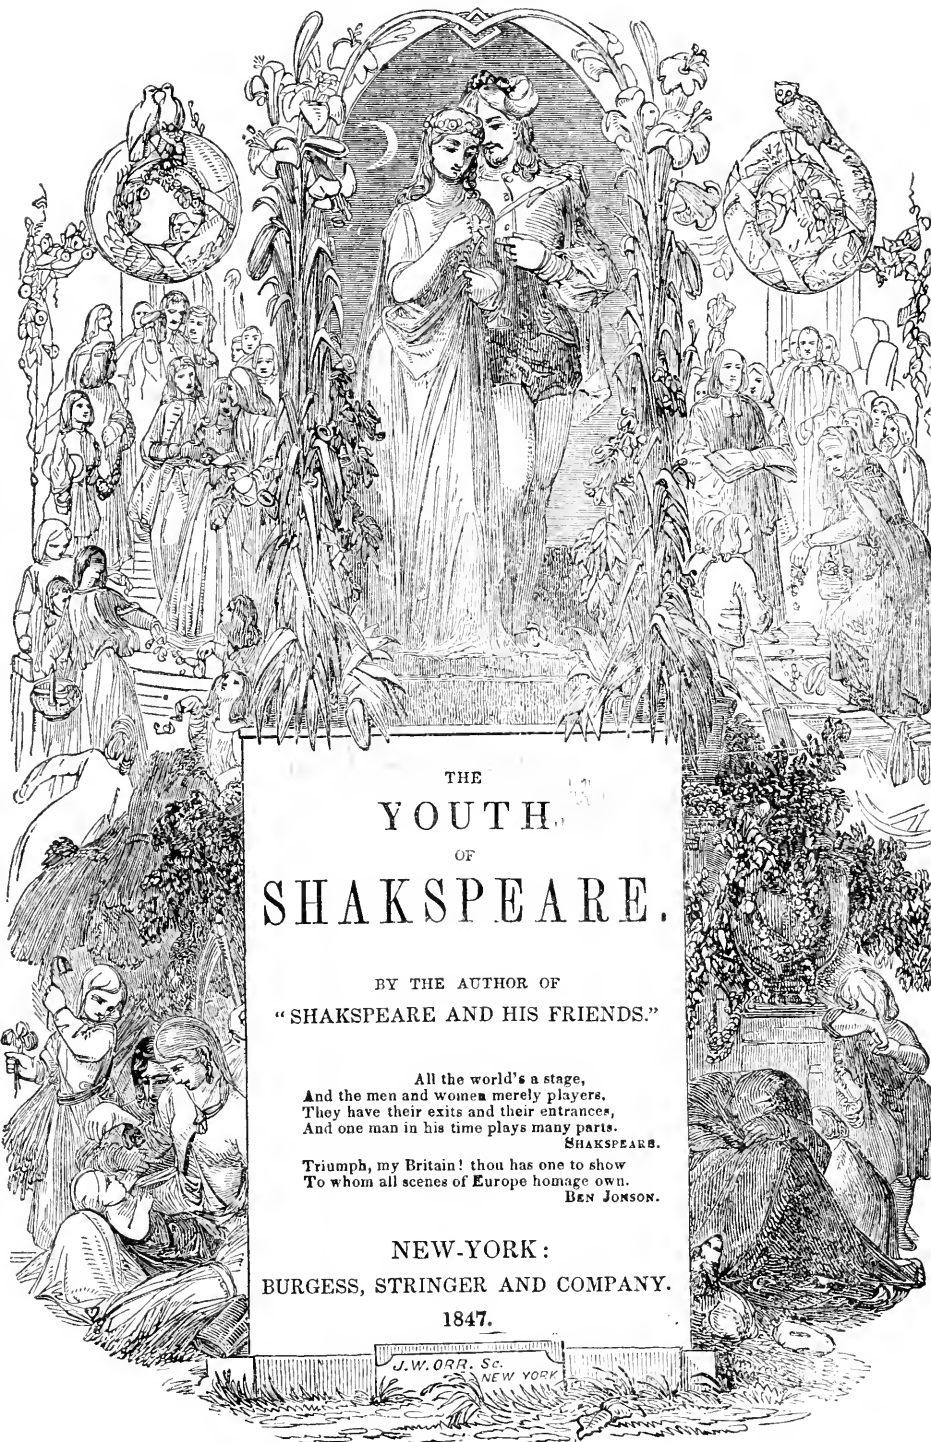 THE
YOUTH
OF
SHAKSPEARE.
BY THE AUTHOR OF
"SHAKSPEARE AND HIS FRIENDS."
All the world's a stage,
And the men and women merely players.
They have their exits and their entrances,
And one man in his time plays many parts.
SHAKSPEARE.
Triumph, my Britain! thou has one to show
To whom all scenes of Europe homage own.
BEN JONSON.
NEW-YORK:
BURGESS, STRINGER AND COMPANY.
1847.
J. W. ORR. Sc.
NEW YORK